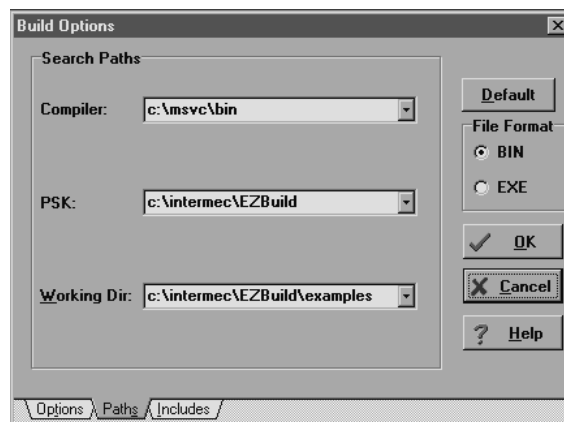 Build Options
Search Paths
Compiler:
c:\msvc\bin
PSK:
c:\intermec\EZBuild
Working Dir:
c:\intermec\EZBuild\examples
Default
File Format
BIN
EXE
OK
Cancel
Help
Options
Paths
Includes